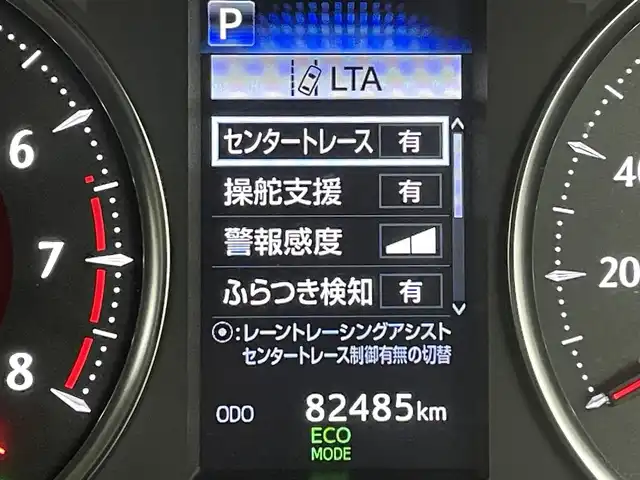 P
LTA
センタートレース 有
操舵支援 有
警報感度
ふらつき検知 有
⦿:レーントレーシングアシスト
センタートレース制御有無の切替
ODO 82485km
ECO
MODE
6
7
8
40
20